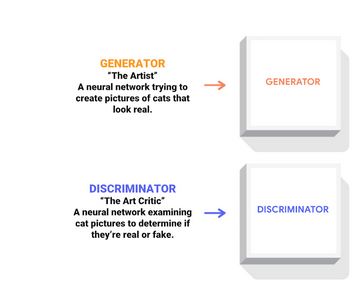 GENERATOR
“The Artist”
A neural network trying to
create pictures of cats that
look real.
GENERATOR
DISCRIMINATOR
“The Art Critic”
A neural network examining
cat pictures to determine if
they’re real or fake.
DISCRIMINATOR